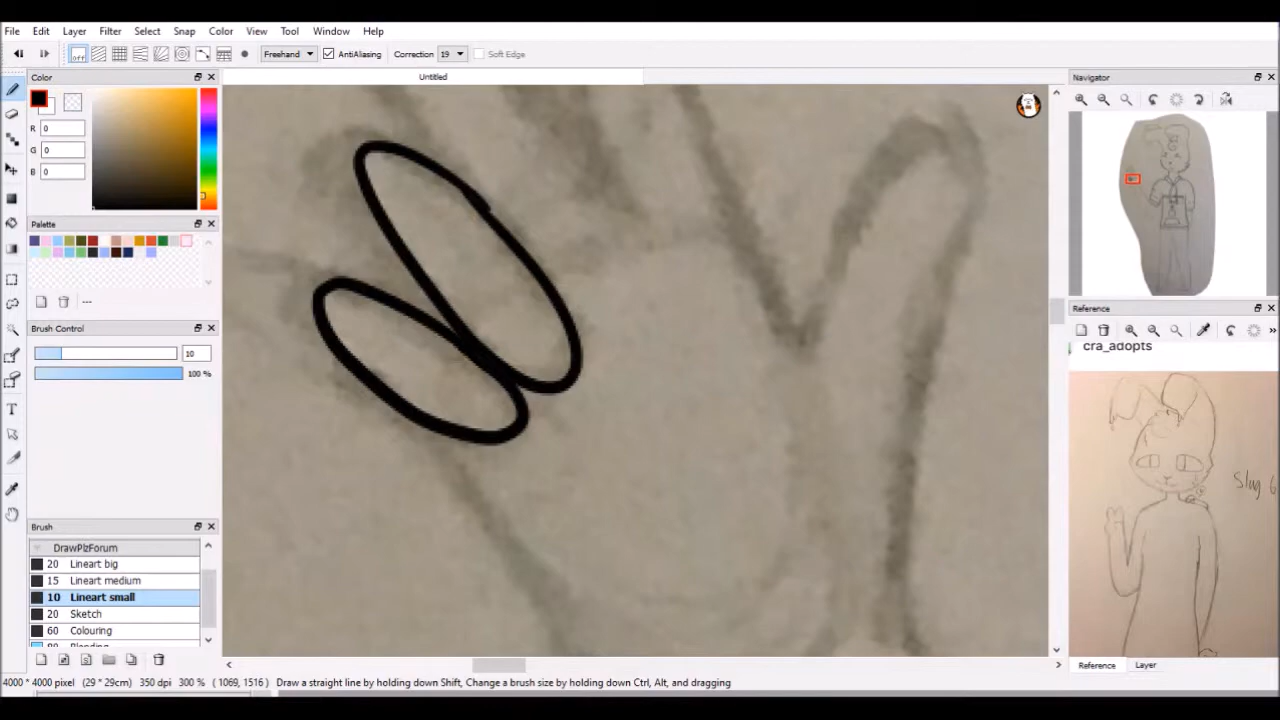 File Edit Layer Filter Select Snap Color View Tool Window Help
off Freehand AntiAliasing Correction 19 Soft Edge
Color Untitled Navigator
R 0
G 0
B 0
Palette
Reference
Brush Control
cra_adopts
10
100 %
Slug
Brush
DrawPlzForum
20 Lineart big
15 Lineart medium
10 Lineart small
20 Sketch
60 Colouring
Reference Layer
4000 * 4000 pixel (29 * 29cm) 350 dpi 300 % ( 1069, 1516 ) Draw a straight line by holding down Shift, Change a brush size by holding down Ctrl, Alt, and dragging